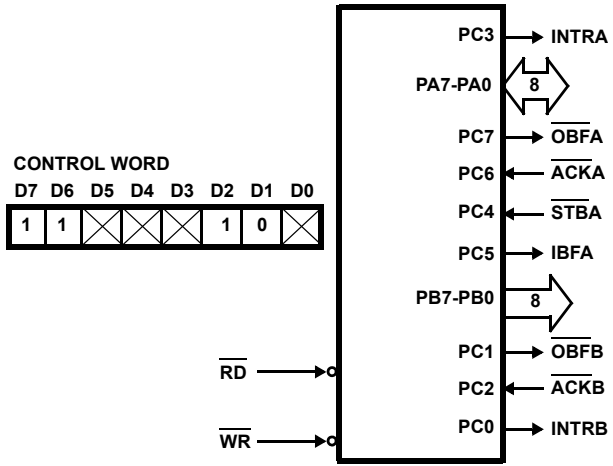 PC3 INTRA
PA7-PA0 8
PC7 OBFA
CONTROL WORD
PC6 ACKA
D7 D6 D5 D4 D3 D2 D1 D0
PC4 STBA
1 1 1 0
PC5 IBFA
PB7-PB0 8
PC1 OBFB
RD
PC2 ACKB
WR
PC0 INTRB